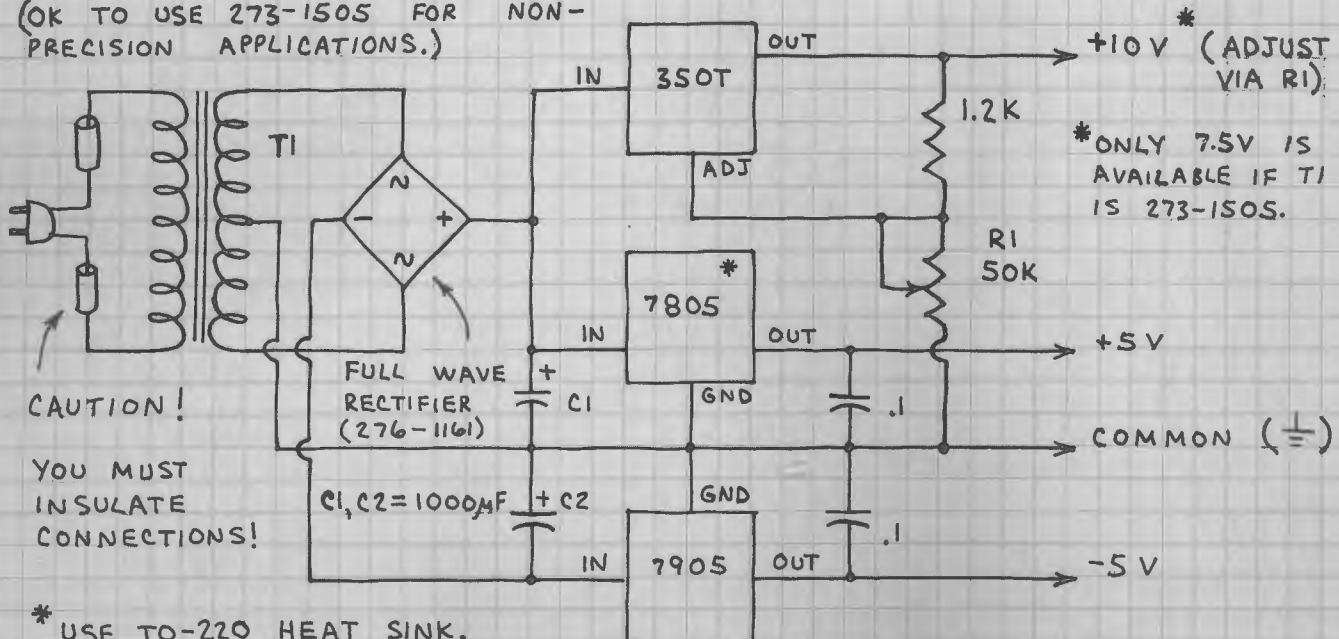 (OK TO USE 273-1505 FOR NON-
PRECISION APPLICATIONS.)
OUT
+10 V * (ADJUST
VIA R1)
IN
350T
1.2K
T1
~
ADJ
*ONLY 7.5V IS
AVAILABLE IF T1
IS 273-1505.
- +
~
R1
50K
*
7805
IN
OUT
+5 V
CAUTION!
FULL WAVE
RECTIFIER
(276-1161)
+
C1
GND
.1
COMMON (⏚)
YOU MUST
INSULATE
CONNECTIONS!
C1, C2 = 1000µF
+ C2
GND
.1
IN
7905
OUT
-5 V
* USE TO-220 HEAT SINK.